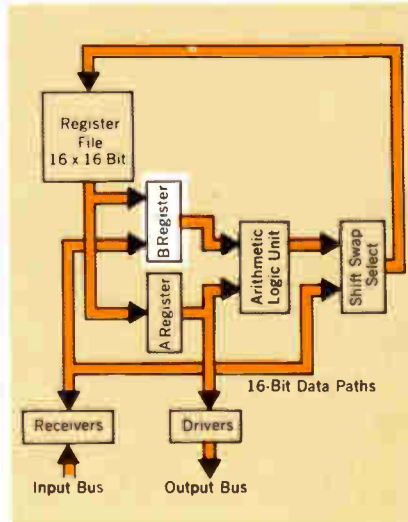 Register
File
16 x 16 Bit
B Register
A Register
Arithmetic
Logic Unit
Shift Swap
Select
16-Bit Data Paths
Receivers
Drivers
Input Bus
Output Bus